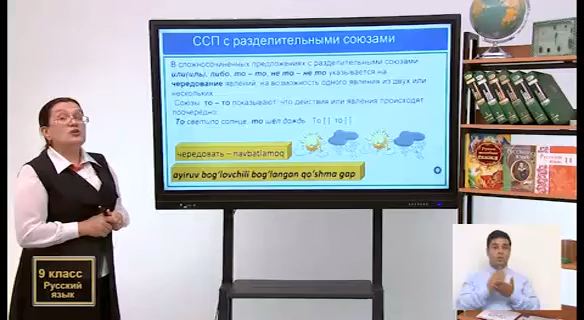 ССП с разделительными союзами
В сложносочиненных предложениях с разделительными союзами
или(иль), либо, то – то, не то – не то указывается на
чередование явлений, на возможность одного явления из двух или
нескольких.
Союзы то – то показывают, что действия или явления происходят
поочерёдно:
То светило солнце, то шёл дождь. То [ ], то [ ].
чередовать – navbatlamoq
ayiruv bog'lovchili bog'langan qo'shma gap
9 класс
Русский
язык